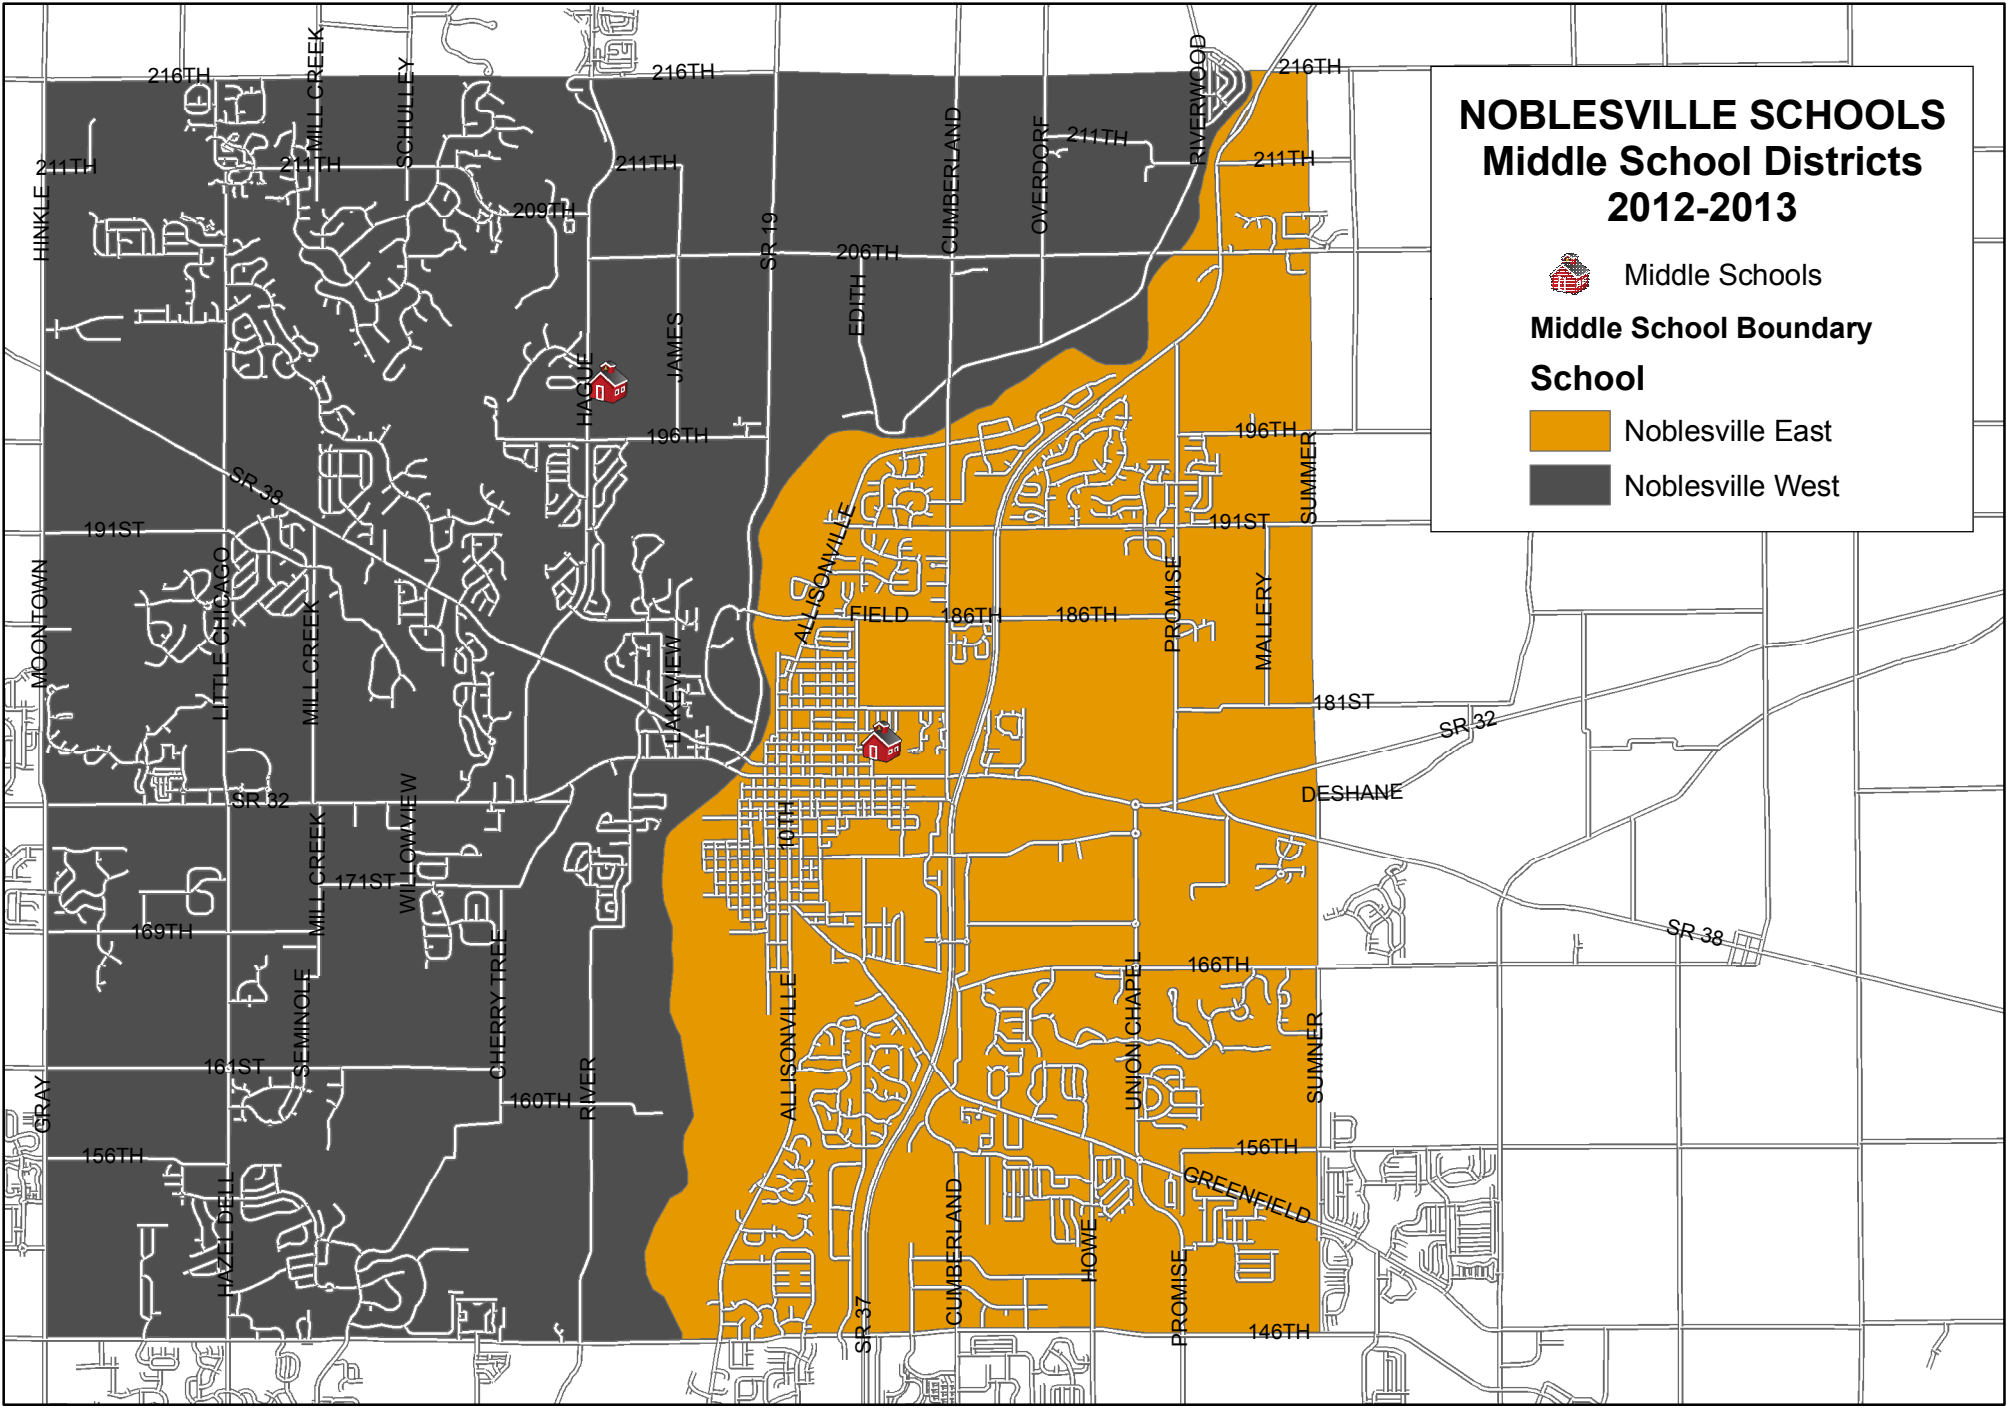 NOBLESVILLE SCHOOLS
Middle School Districts
2012-2013
Middle Schools
Middle School Boundary
School
Noblesville East
Noblesville West
216TH
216TH
216TH
MILL CREEK
SCHULLEY
RIVERWOOD
211TH
211TH
211TH
211TH
211TH
HINKLE
209TH
SR 19
CUMBERLAND
OVERDORF
206TH
EDITH
JAMES
HAGUE
196TH
196TH
SUMMER
SR 38
191ST
191ST
ALLISONVILLE
MOONTOWN
LITTLE CHICAGO
MILL CREEK
LAKEVIEW
FIELD
186TH
186TH
PROMISE
MALLERY
181ST
SR 32
DESHANE
SR 32
WILLOWVIEW
10TH
MILL CREEK
171ST
169TH
SR 38
166TH
CHERRY TREE
SEMINOLE
ALLISONVILLE
UNION CHAPEL
SUMNER
161ST
GRAY
160TH
RIVER
156TH
156TH
GREENFIELD
HAZEL DELL
CUMBERLAND
HOWE
PROMISE
SR 37
146TH